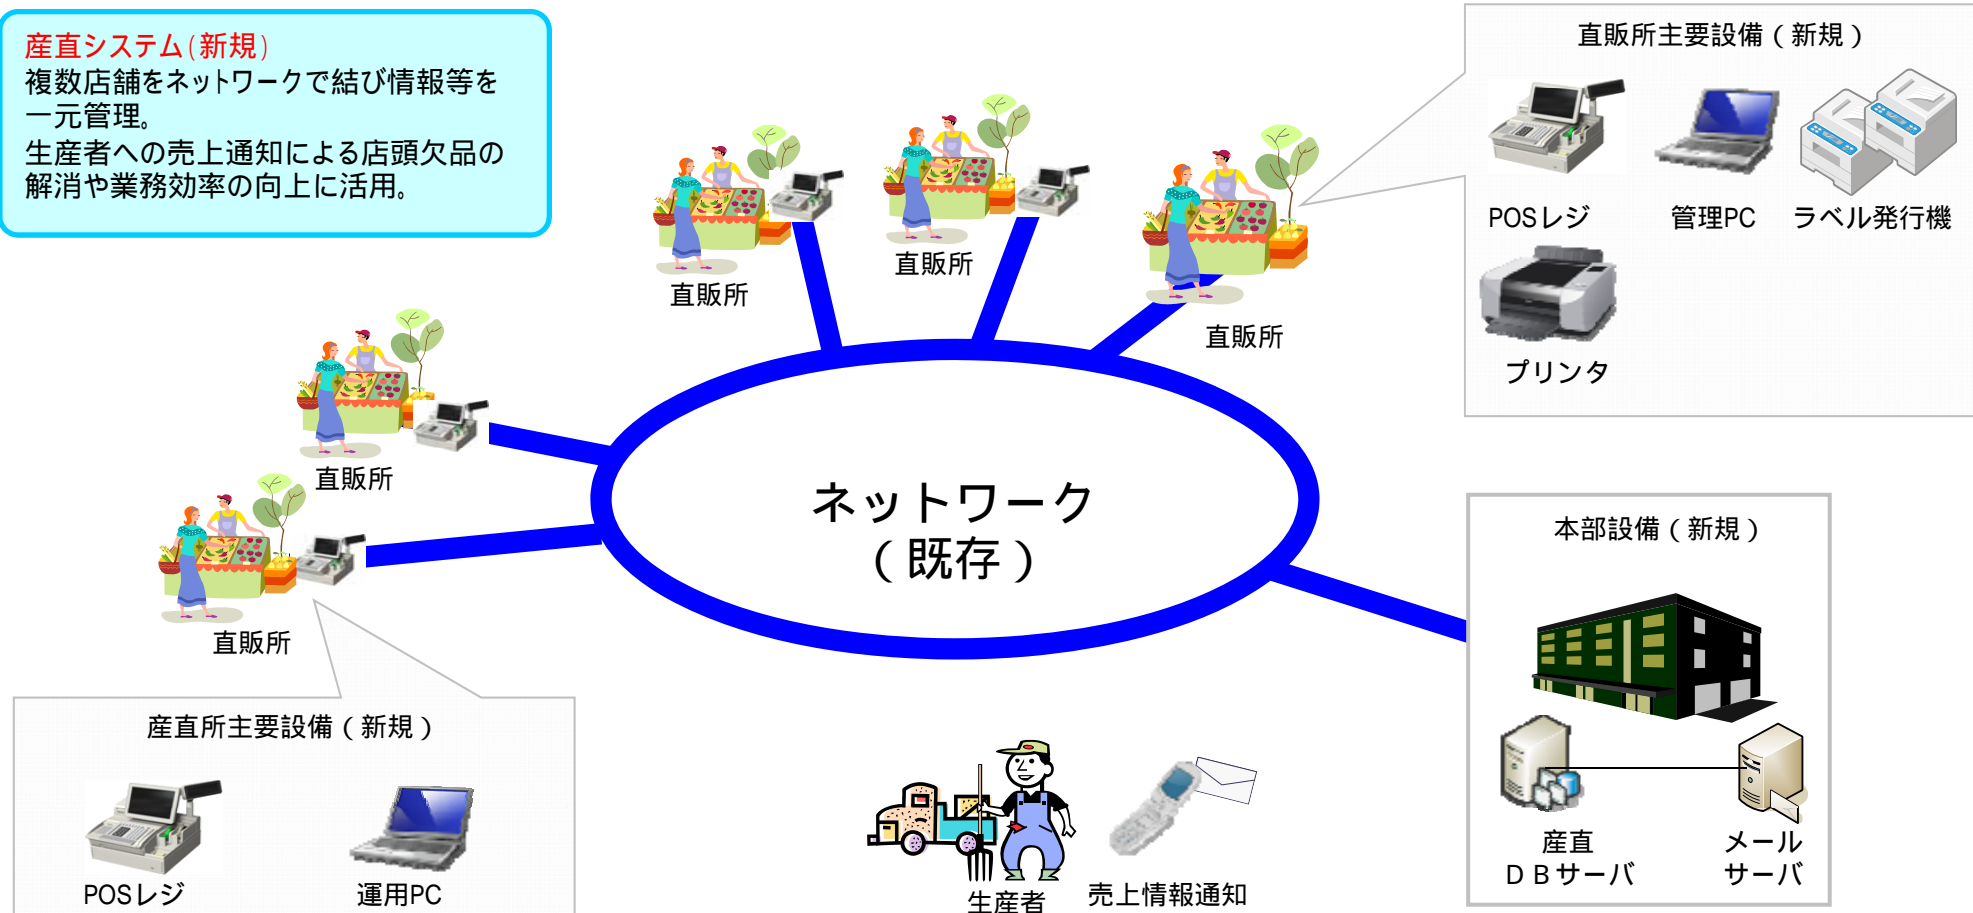 産直システム(新規)
複数店舗をネットワークで結び情報等を
一元管理。
生産者への売上通知による店頭欠品の
解消や業務効率の向上に活用。
直販所主要設備(新規)
POSレジ
管理PC
ラベル発行機
プリンタ
直販所
直販所
直販所
直販所
直販所
ネットワーク
(既存)
本部設備(新規)
産直
DBサーバ
メール
サーバ
産直所主要設備(新規)
POSレジ
運用PC
生産者
売上情報通知